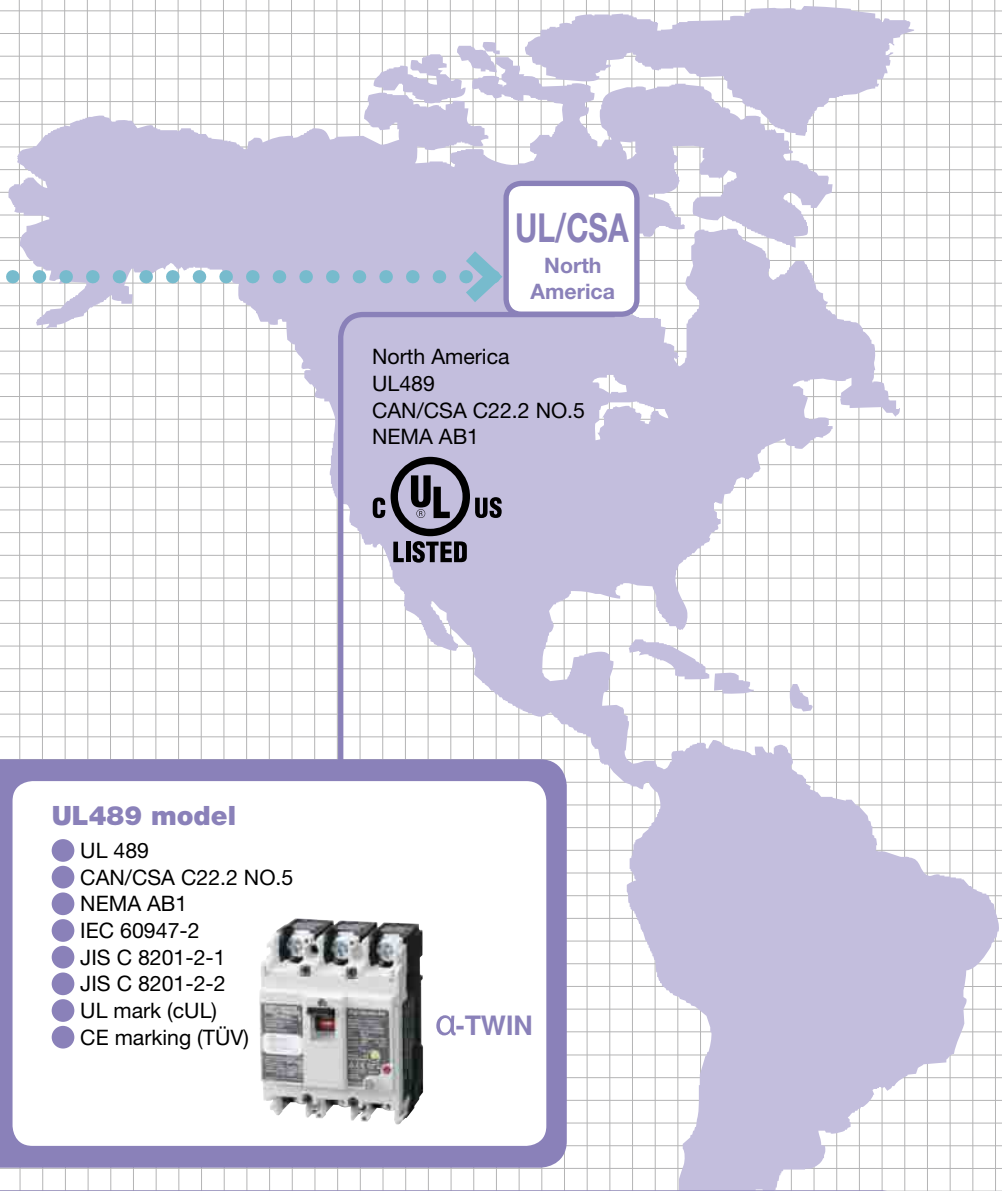 UL/CSA
North
America
North America
UL489
CAN/CSA C22.2 NO.5
NEMA AB1
C UL ® US
LISTED
UL489 model
UL 489
CAN/CSA C22.2 NO.5
NEMA AB1
IEC 60947-2
JIS C 8201-2-1
JIS C 8201-2-2
UL mark (cUL)
CE marking (TÜV)
α-TWIN